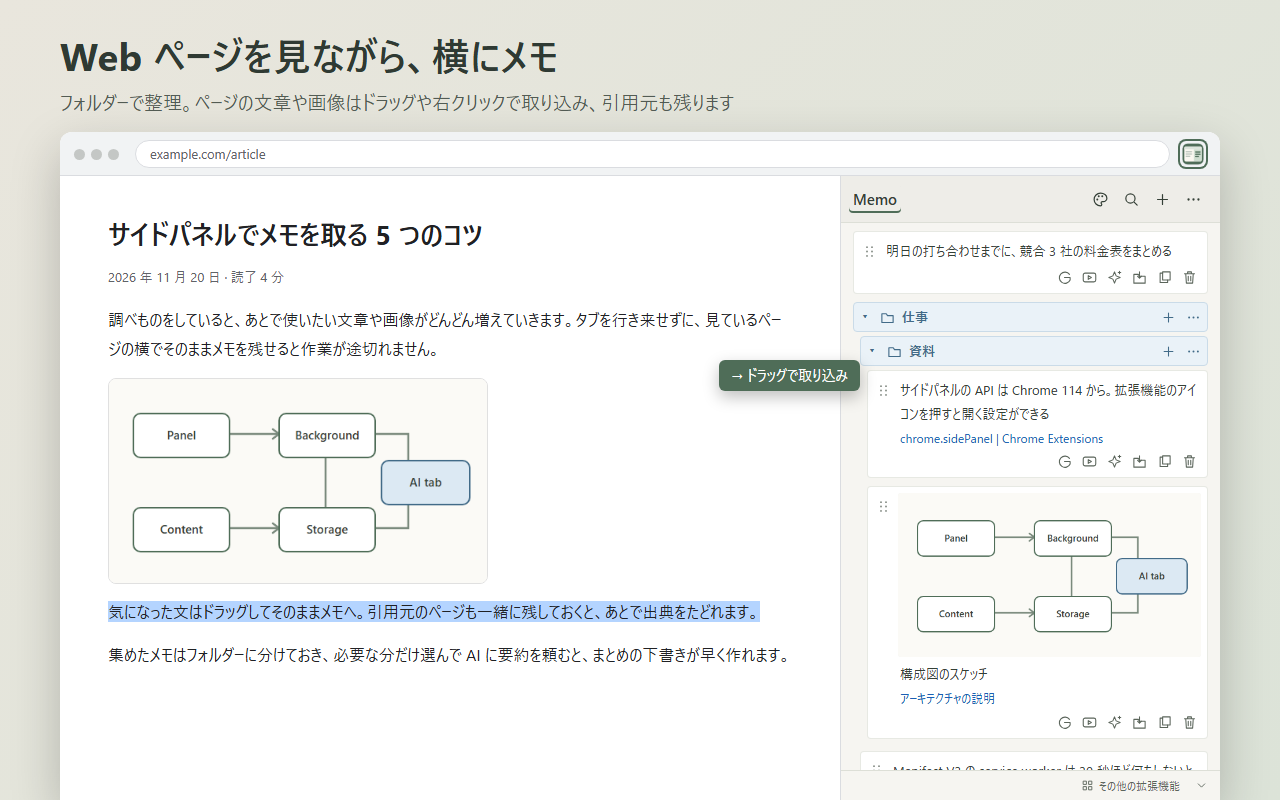 Web ページを見ながら、横にメモ
フォルダーで整理。ページの文章や画像はドラッグや右クリックで取り込み、引用元も残ります
example.com/article
サイドパネルでメモを取る 5 つのコツ
2026 年 11 月 20 日 · 読了 4 分
調べものをしていると、あとで使いたい文章や画像がどんどん増えていきます。タブを行き来せずに、見ているペー
ジの横でそのままメモを残せると作業が途切れません。
Panel
Background
AI tab
Content
Storage
気になった文はドラッグしてそのままメモへ。引用元のページも一緒に残しておくと、あとで出典をたどれます。
集めたメモはフォルダーに分けておき、必要な分だけ選んで AI に要約を頼むと、まとめの下書きが早く作れます。
→ ドラッグで取り込み
Memo
明日の打ち合わせまでに、競合 3 社の料金表をまとめる
仕事
資料
サイドパネルの API は Chrome 114 から。拡張機能のアイ
コンを押すと開く設定ができる
chrome.sidePanel | Chrome Extensions
Panel
Background
AI tab
Content
Storage
構成図のスケッチ
アーキテクチャの説明
Manifest V3 の service worker は 30 秒ほど何もしないと
その他の拡張機能